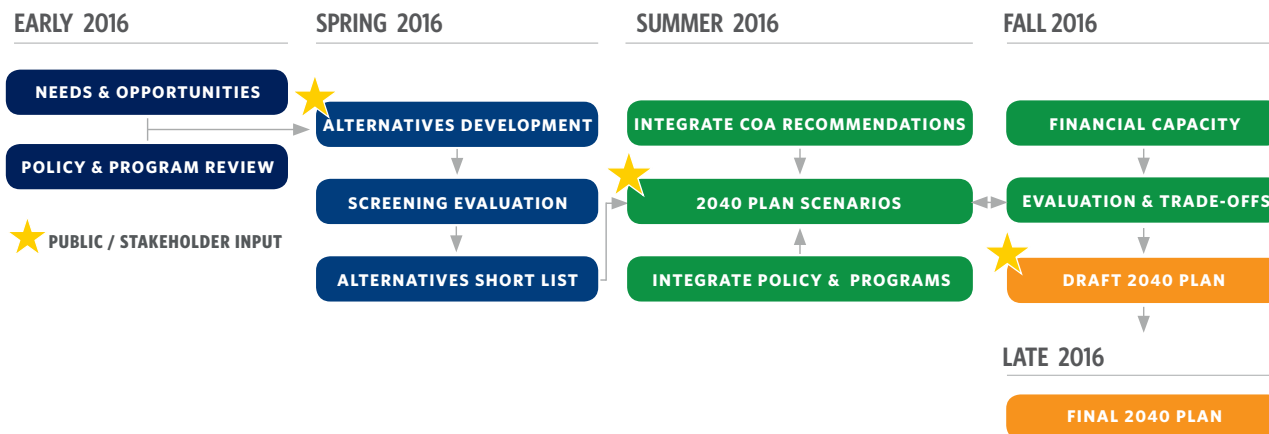 EARLY 2016
NEEDS & OPPORTUNITIES
POLICY & PROGRAM REVIEW
PUBLIC / STAKEHOLDER INPUT
SPRING 2016
ALTERNATIVES DEVELOPMENT
SCREENING EVALUATION
ALTERNATIVES SHORT LIST
SUMMER 2016
INTEGRATE COA RECOMMENDATIONS
2040 PLAN SCENARIOS
INTEGRATE POLICY & PROGRAMS
FALL 2016
FINANCIAL CAPACITY
EVALUATION & TRADE-OFFS
DRAFT 2040 PLAN
LATE 2016
FINAL 2040 PLAN